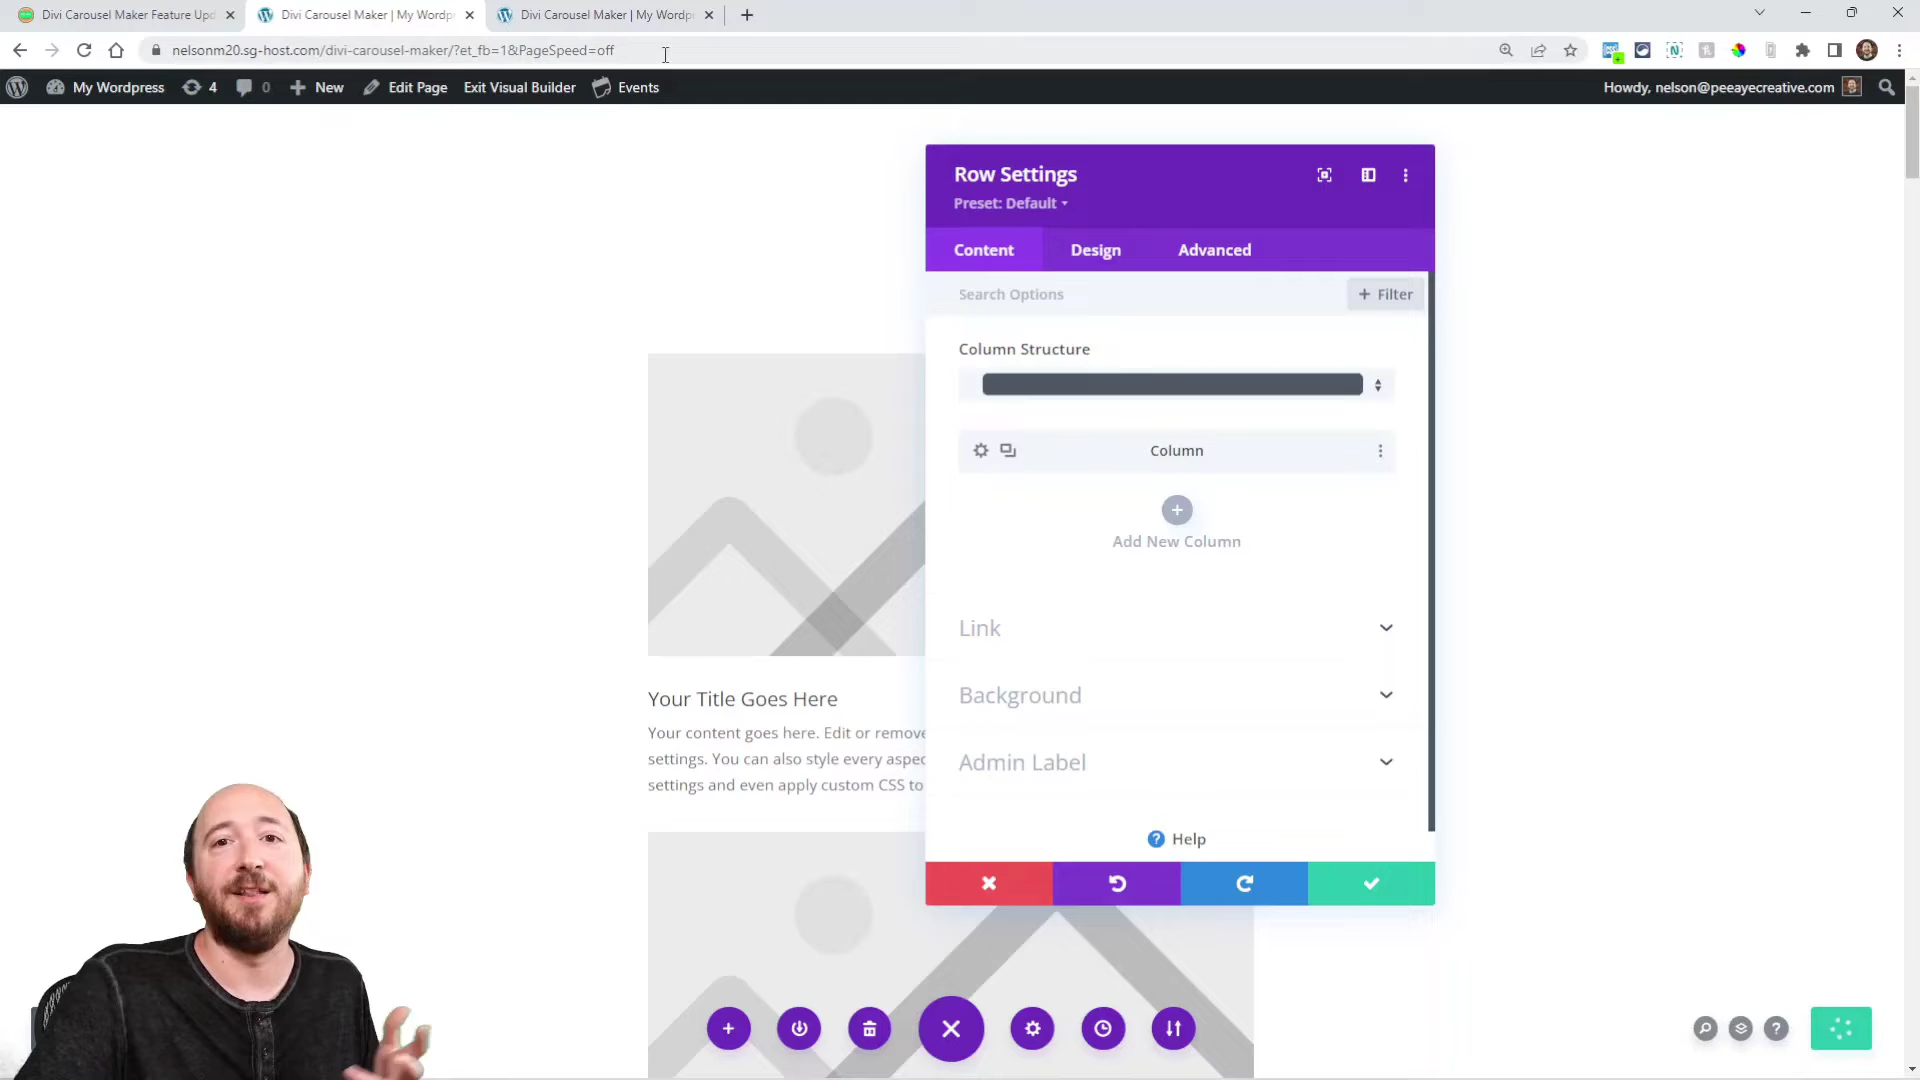 Divi Carousel Maker Feature Upd
Divi Carousel Maker | My Wordpr
Divi Carousel Maker | My Wordpr
nelsonm20.sg-host.com/divi-carousel-maker/?et_fb=1&PageSpeed=off
My Wordpress
4
0
New
Edit Page
Exit Visual Builder
Events
Howdy, nelson@peeayecreative.com
Row Settings
Preset: Default
Content
Design
Advanced
Search Options
+ Filter
Column Structure
Column
Add New Column
Link
Background
Admin Label
Help
Your Title Goes Here
Your content goes here. Edit or remove
settings. You can also style every aspec
settings and even apply custom CSS to